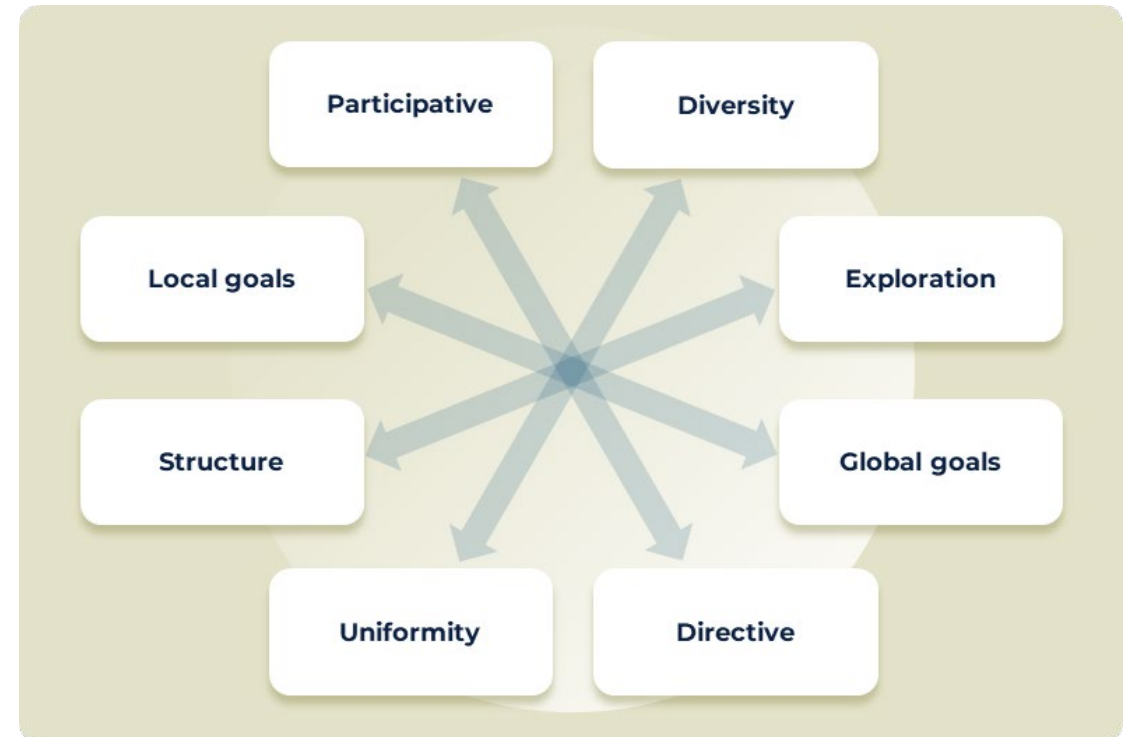 Participative
Diversity
Local goals
Exploration
Structure
Global goals
Uniformity
Directive